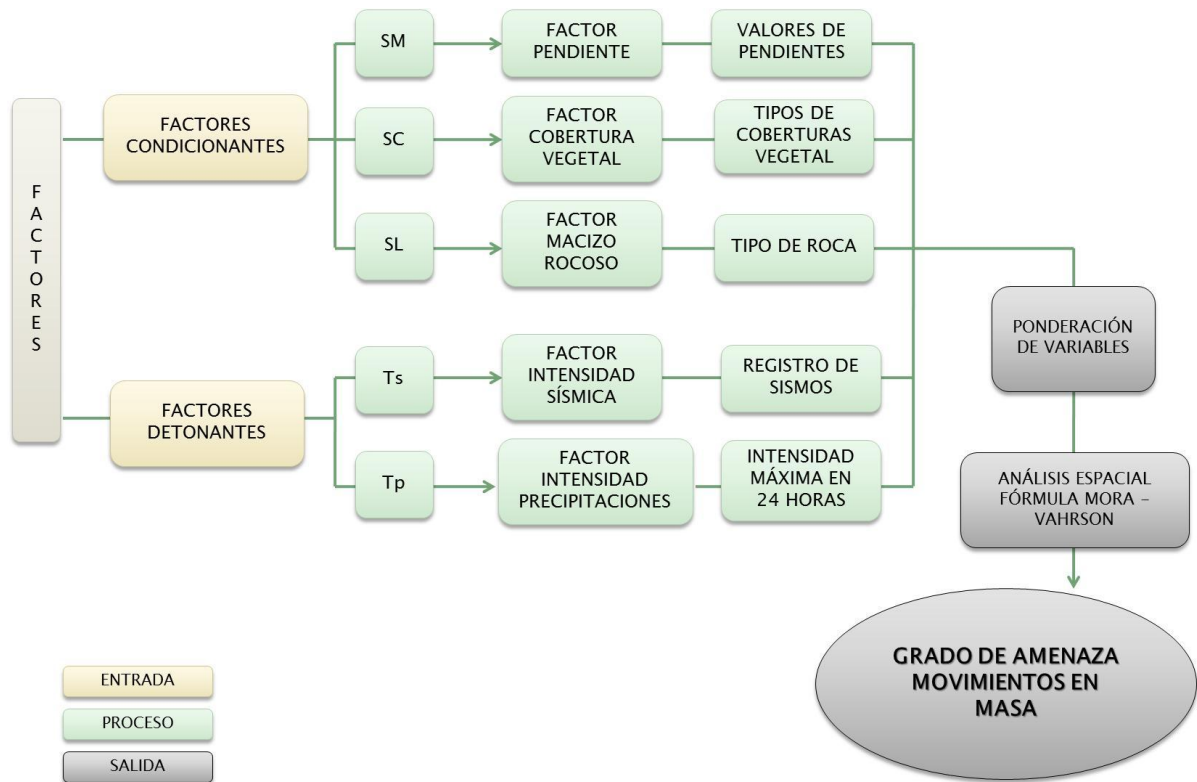 FACTORES
FACTORES
CONDICIONANTES
SM
FACTOR
PENDIENTE
VALORES DE
PENDIENTES
SC
FACTOR
COBERTURA
VEGETAL
TIPOS DE
COBERTURAS
VEGETAL
SL
FACTOR
MACIZO
ROCOSO
TIPO DE ROCA
FACTORES
DETONANTES
Ts
FACTOR
INTENSIDAD
SÍSMICA
REGISTRO DE
SISMOS
Tp
FACTOR
INTENSIDAD
PRECIPITACIONES
INTENSIDAD
MÁXIMA EN
24 HORAS
PONDERACIÓN
DE VARIABLES
ANÁLISIS ESPACIAL
FÓRMULA MORA –
VAHRSON
GRADO DE AMENAZA
MOVIMIENTOS EN
MASA
ENTRADA
PROCESO
SALIDA